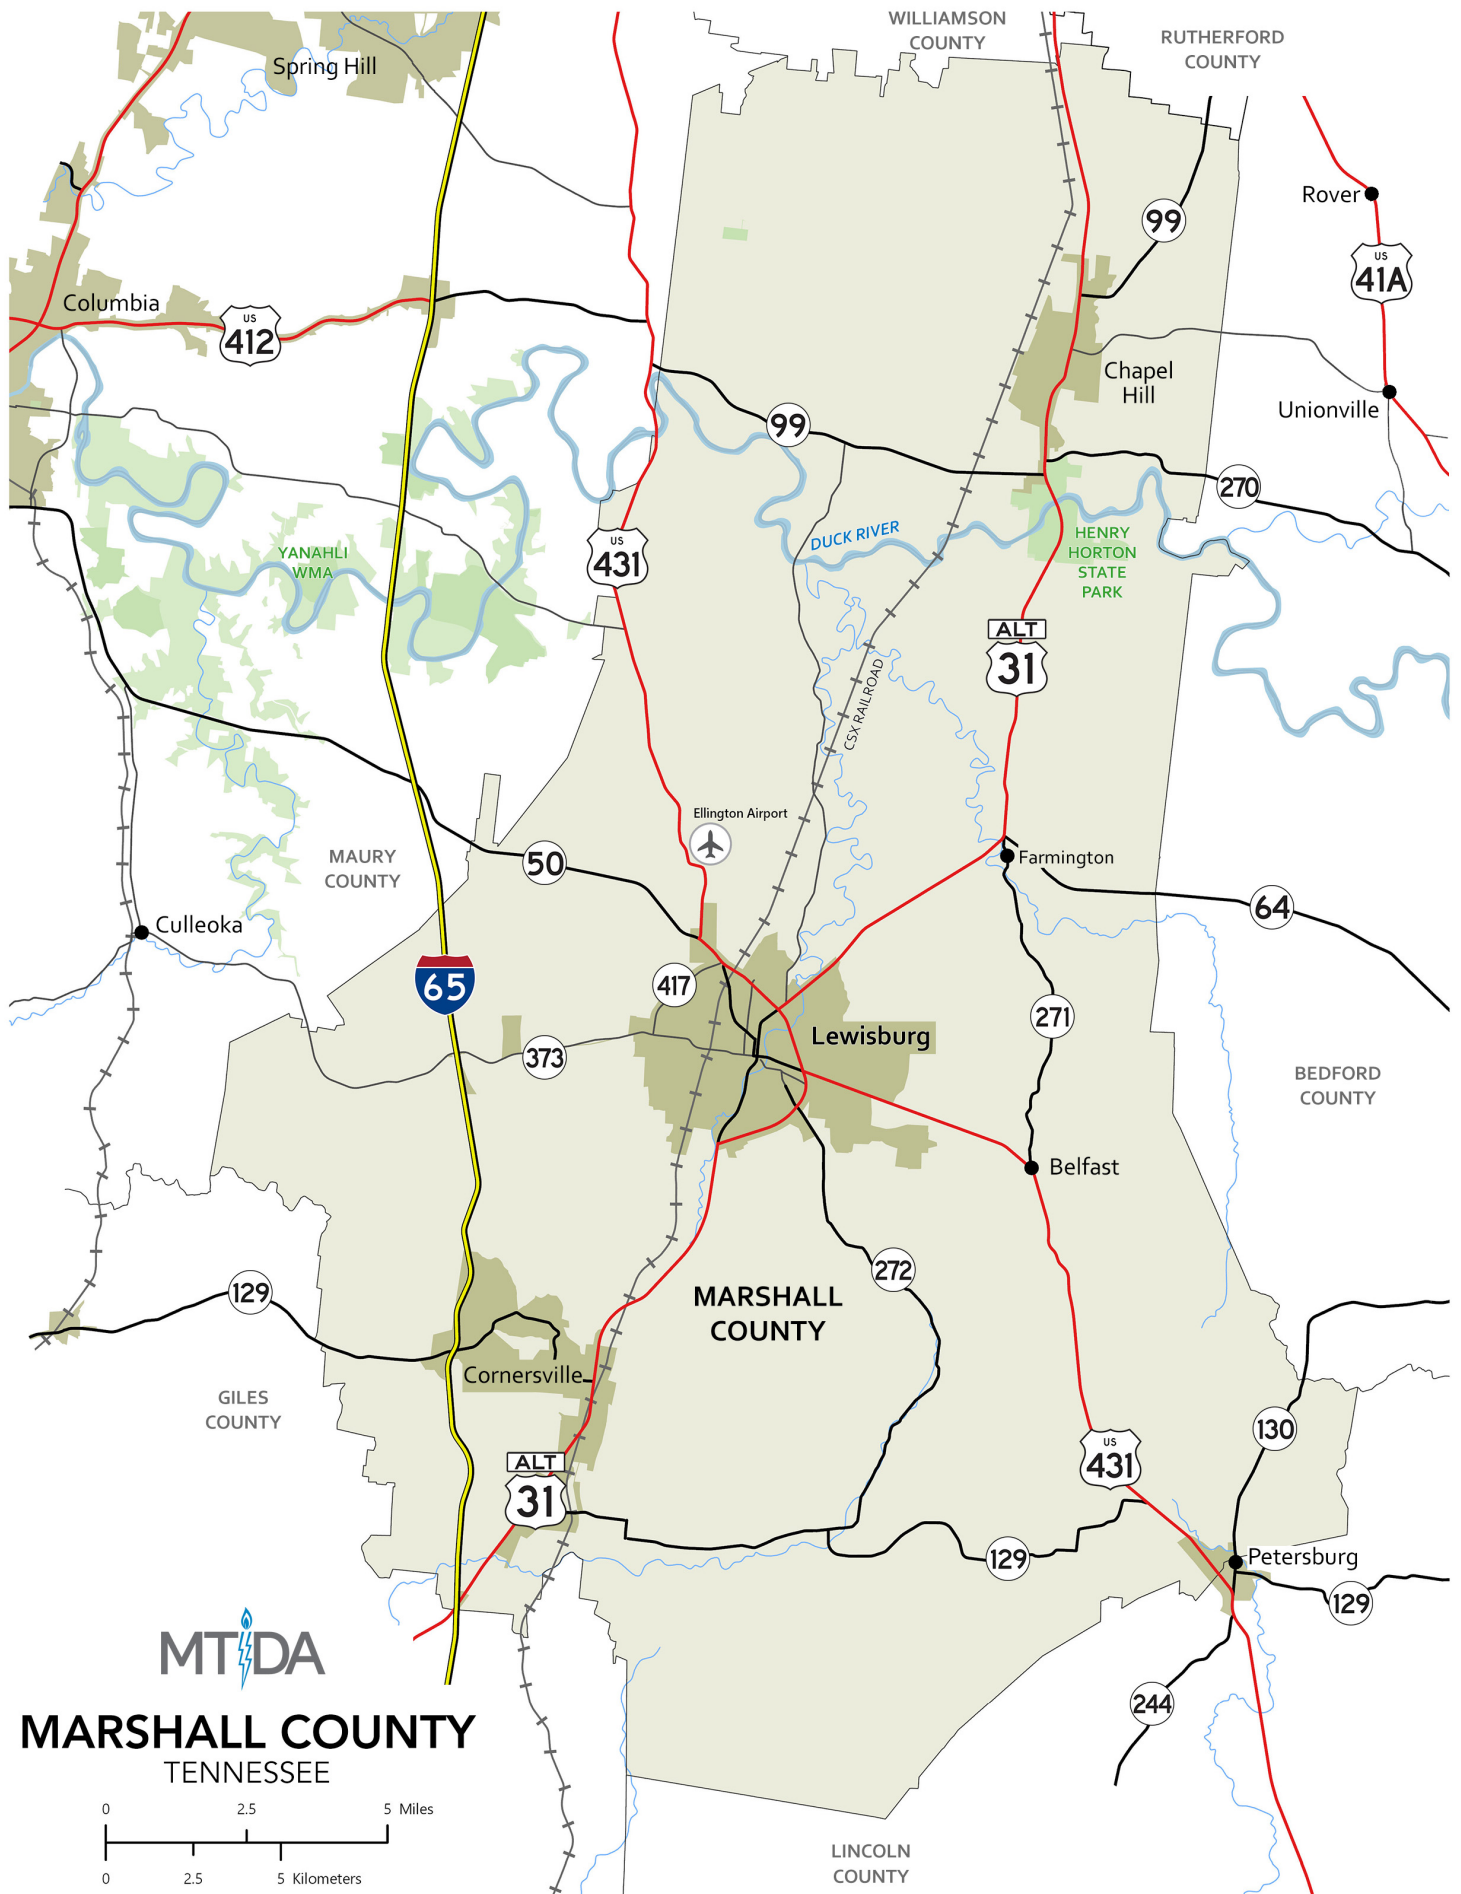 WILLIAMSON
COUNTY
RUTHERFORD
COUNTY
Spring Hill
Rover
99
US
41A
Columbia
US
412
Chapel
Hill
Unionville
99
270
DUCK RIVER
US
431
YANAHLI
WMA
HENRY
HORTON
STATE
PARK
ALT
31
CSX RAILROAD
Ellington Airport
MAURY
COUNTY
50
Farmington
64
Culleoka
65
417
271
Lewisburg
373
BEDFORD
COUNTY
Belfast
129
272
MARSHALL
COUNTY
Cornersville
GILES
COUNTY
130
ALT
31
US
431
129
Petersburg
129
244
MTIDA
MARSHALL COUNTY
TENNESSEE
0 2.5 5 Miles
0 2.5 5 Kilometers
LINCOLN
COUNTY